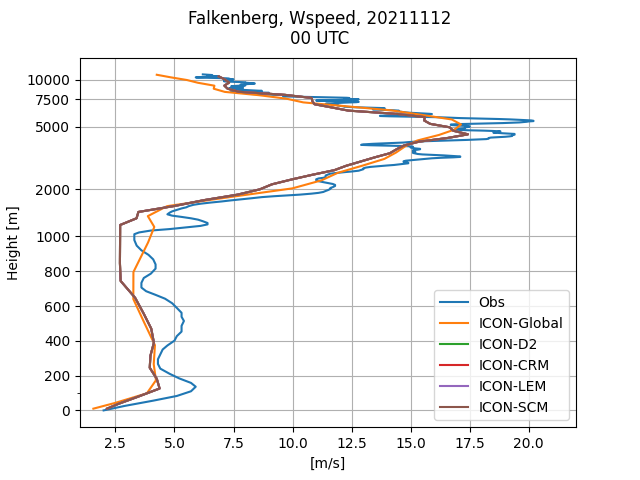 Falkenberg, Wspeed, 20211112
00 UTC
10000
7500
5000
2000
1000
800
600
400
200
0
Height [m]
2.5
5.0
7.5
10.0
12.5
15.0
17.5
20.0
[m/s]
Obs
ICON-Global
ICON-D2
ICON-CRM
ICON-LEM
ICON-SCM